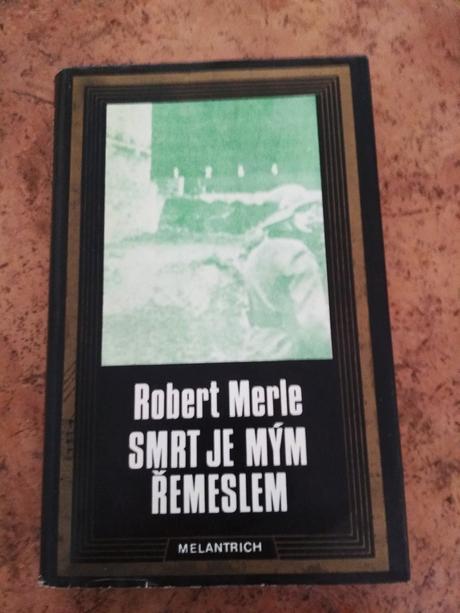 Robert Merle
SMRT JE MÝM
ŘEMESLEM
MELANTRICH